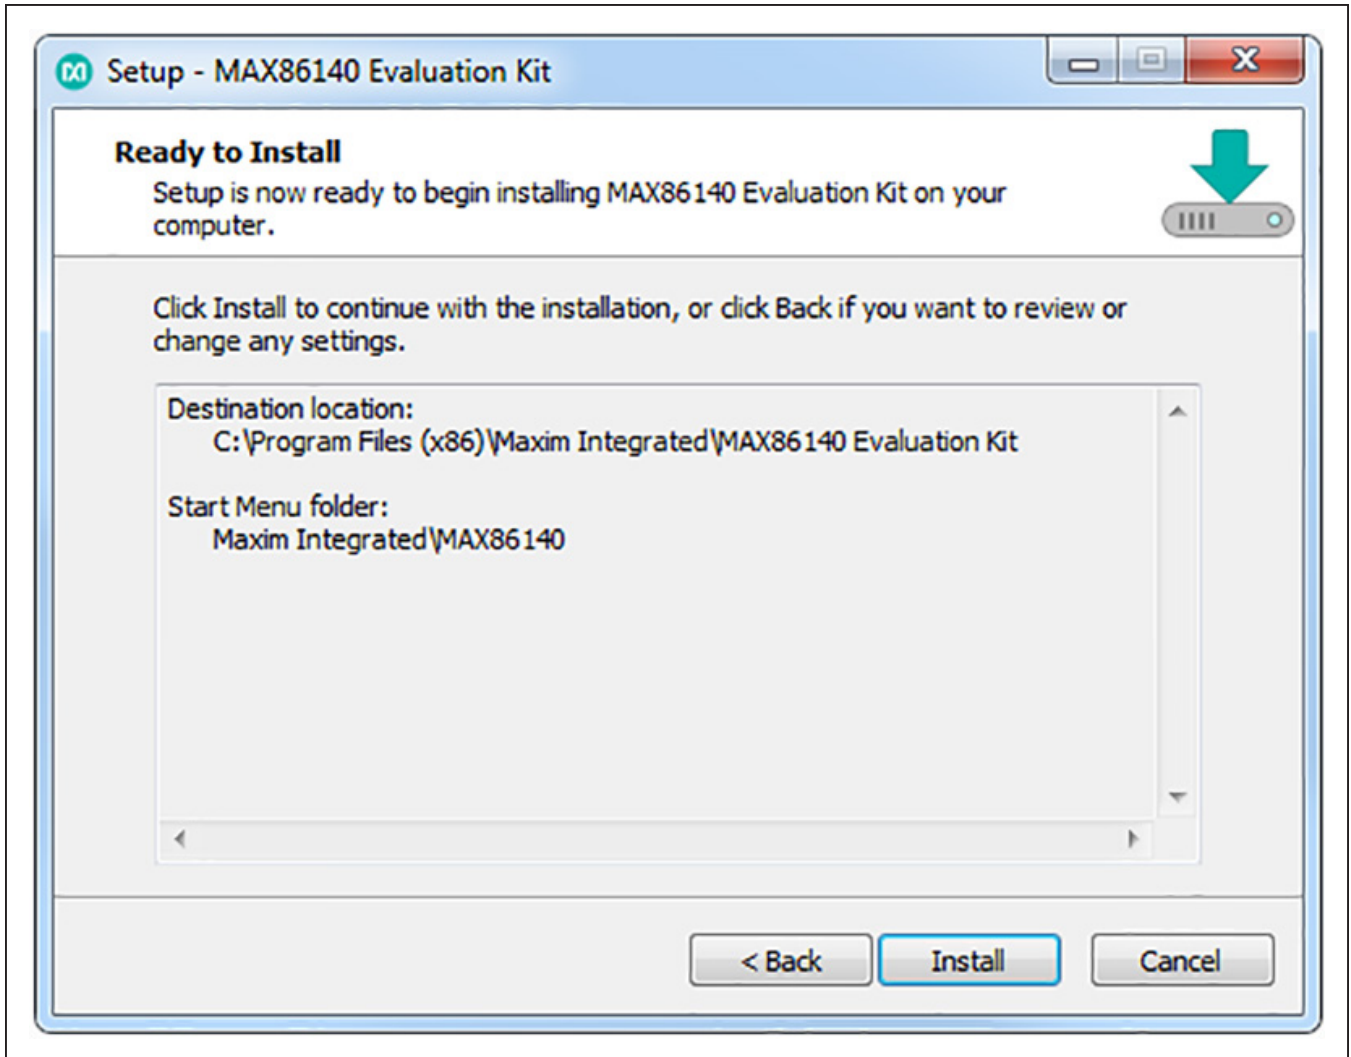 Setup - MAX86140 Evaluation Kit
Ready to Install
Setup is now ready to begin installing MAX86140 Evaluation Kit on your
computer.
Click Install to continue with the installation, or click Back if you want to review or
change any settings.
Destination location:
C:\Program Files (x86)\Maxim Integrated\MAX86140 Evaluation Kit
Start Menu folder:
Maxim Integrated\MAX86140
< Back
Install
Cancel